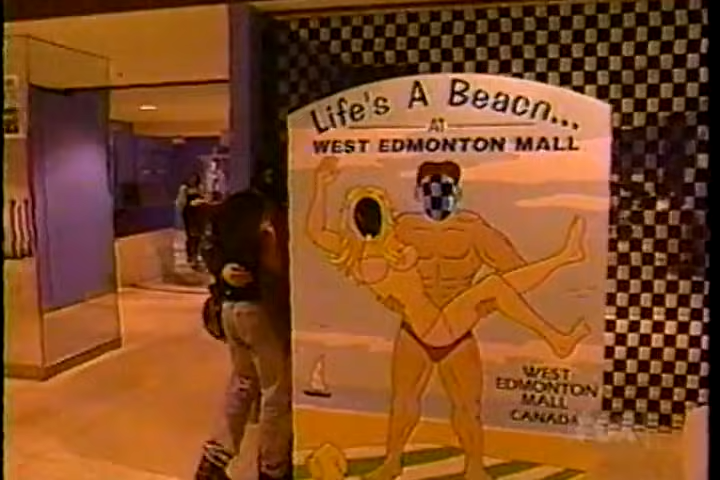 Life's A Beach...
AT
WEST EDMONTON MALL
WEST
EDMONTON
MALL
CANADA